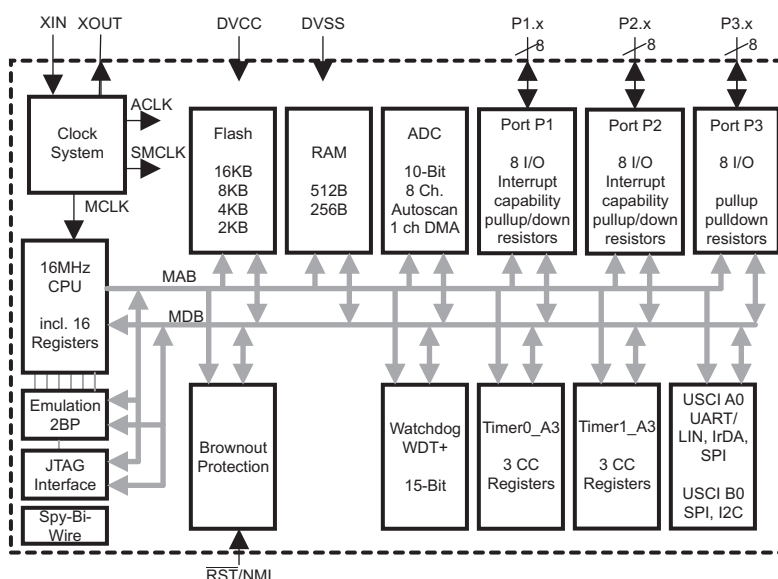 XIN XOUT DVCC DVSS P1.x P2.x P3.x
8 8 8
ACLK
SMCLK
MCLK
Clock
System
Flash
16KB
8KB
4KB
2KB
RAM
512B
256B
ADC
10-Bit
8 Ch.
Autoscan
1 ch DMA
Port P1
8 I/O
Interrupt
capability
pullup/down
resistors
Port P2
8 I/O
Interrupt
capability
pullup/down
resistors
Port P3
8 I/O
pullup
pulldown
resistors
16MHz
CPU
incl. 16
Registers
MAB
MDB
Emulation
2BP
JTAG
Interface
Spy-Bi-
Wire
Brownout
Protection
Watchdog
WDT+
15-Bit
Timer0_A3
3 CC
Registers
Timer1_A3
3 CC
Registers
USCI A0
UART/
LIN, IrDA,
SPI
USCI B0
SPI, I2C
RST/NMI